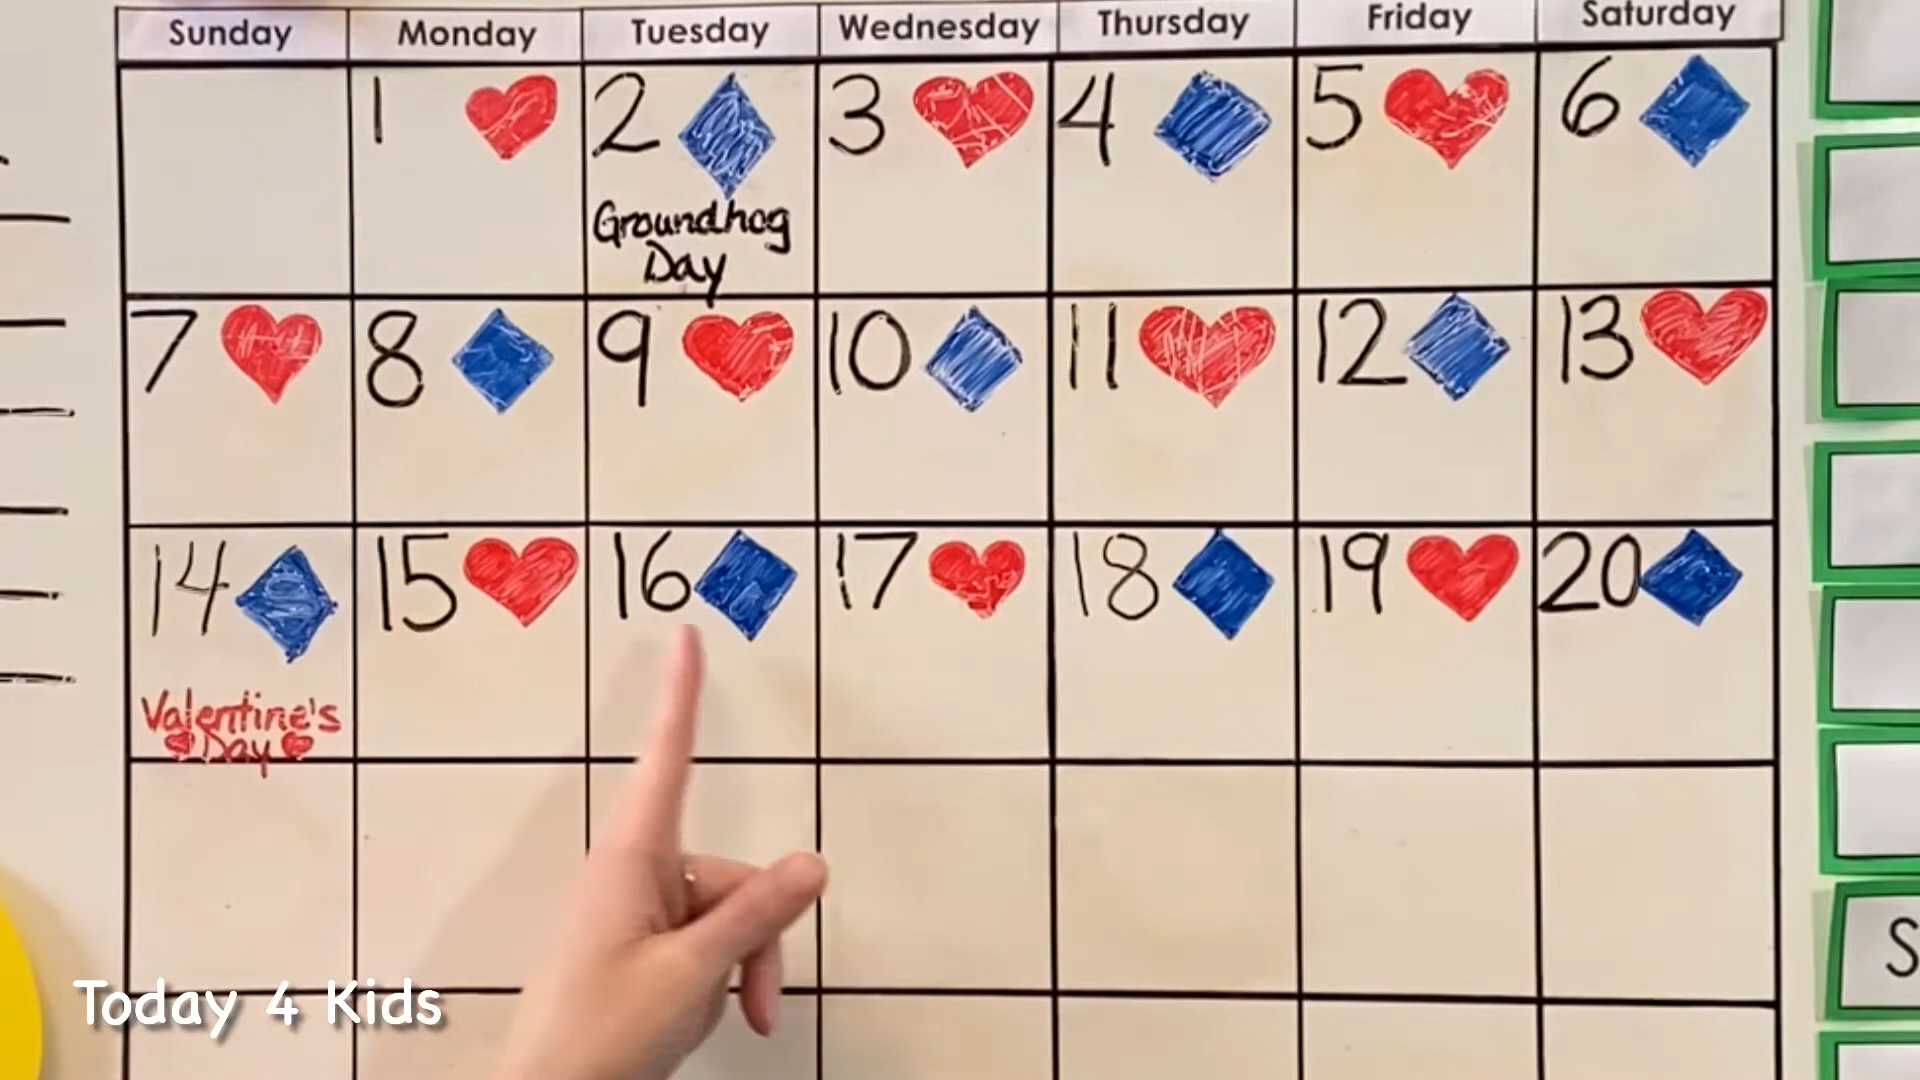 Sunday Monday Tuesday Wednesday Thursday Friday Saturday
1 2 3 4 5 6
Groundhog
Day
7 8 9 10 11 12 13
14 15 16 17 18 19 20
Valentine's
Day
S
Today 4 Kids